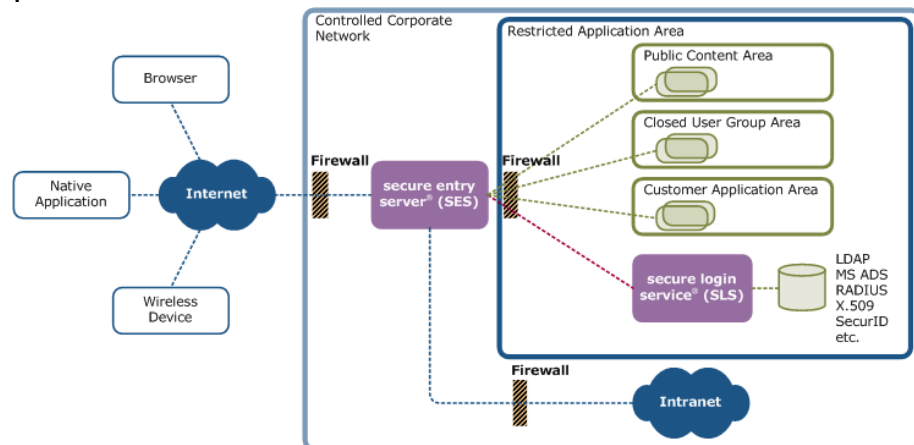 Controlled Corporate
Network
Restricted Application Area
Public Content Area
Browser
Closed User Group Area
Firewall
Firewall
Native
Application
Internet
secure entry
server® (SES)
Customer Application Area
secure login
service® (SLS)
LDAP
MS ADS
RADIUS
X.509
SecurID
etc.
Wireless
Device
Firewall
Intranet